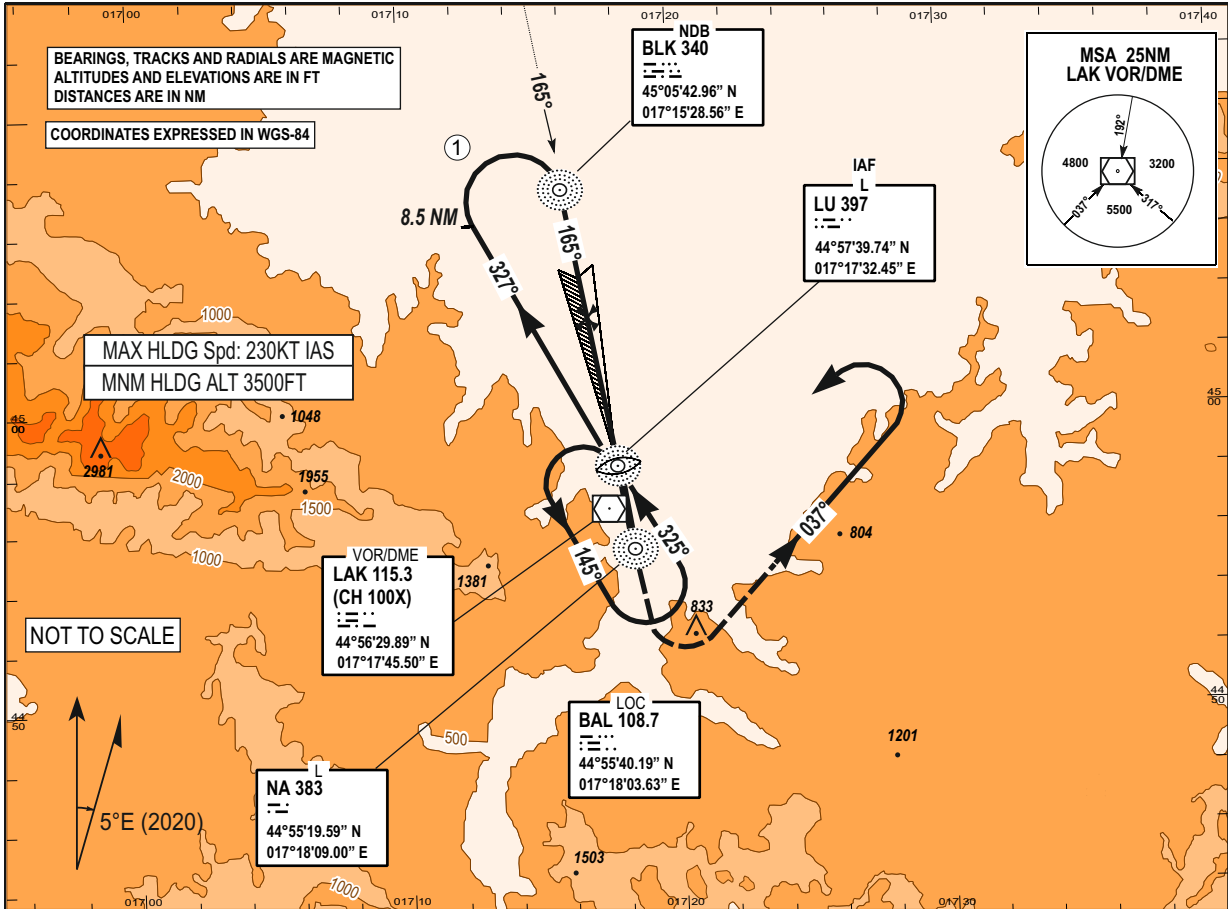 017°00
017°10
017°20
017°30
017°40
BEARINGS, TRACKS AND RADIALS ARE MAGNETIC
ALTITUDES AND ELEVATIONS ARE IN FT
DISTANCES ARE IN NM
COORDINATES EXPRESSED IN WGS-84
NDB
BLK 340
45°05'42.96" N
017°15'28.56" E
MSA 25NM
LAK VOR/DME
192°
4800
3200
037°
5500
317°
165°
1
IAF
L
LU 397
44°57'39.74" N
017°17'32.45" E
8.5 NM
165°
327°
1000
MAX HLDG Spd: 230KT IAS
MNM HLDG ALT 3500FT
45
00
45
00
1048
2981
2000
1955
1500
1000
037°
804
325°
145°
VOR/DME
LAK 115.3
(CH 100X)
44°56'29.89" N
017°17'45.50" E
1381
833
NOT TO SCALE
44
50
44
50
LOC
BAL 108.7
44°55'40.19" N
017°18'03.63" E
500
1201
L
NA 383
44°55'19.59" N
017°18'09.00" E
5°E (2020)
1503
1000
017°00
017°10
017°20
017°30